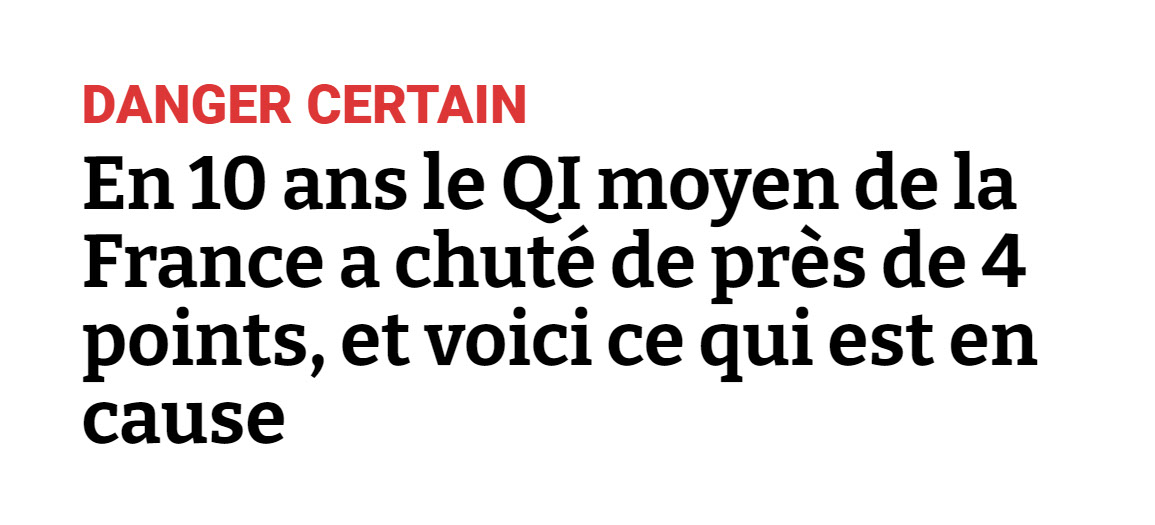 DANGER CERTAIN
En 10 ans le QI moyen de la
France a chuté de près de 4
points, et voici ce qui est en
cause